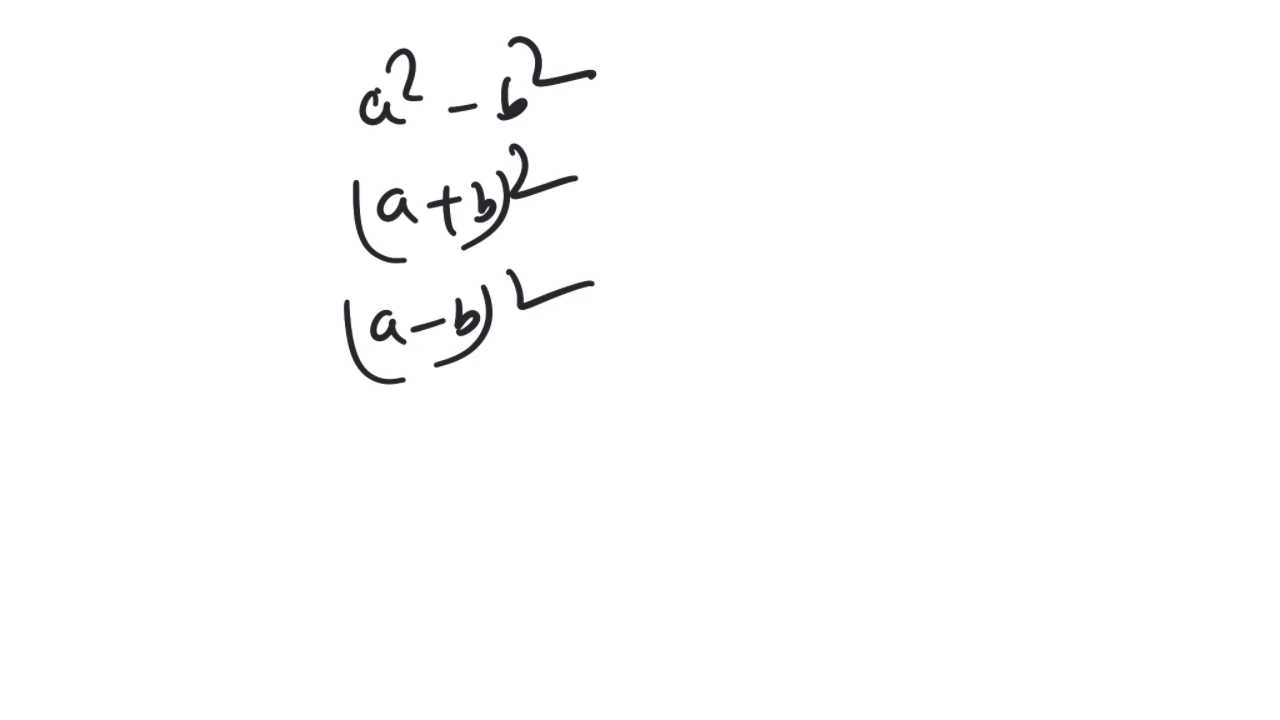 a² - b²
(a+b)²
(a-b)²